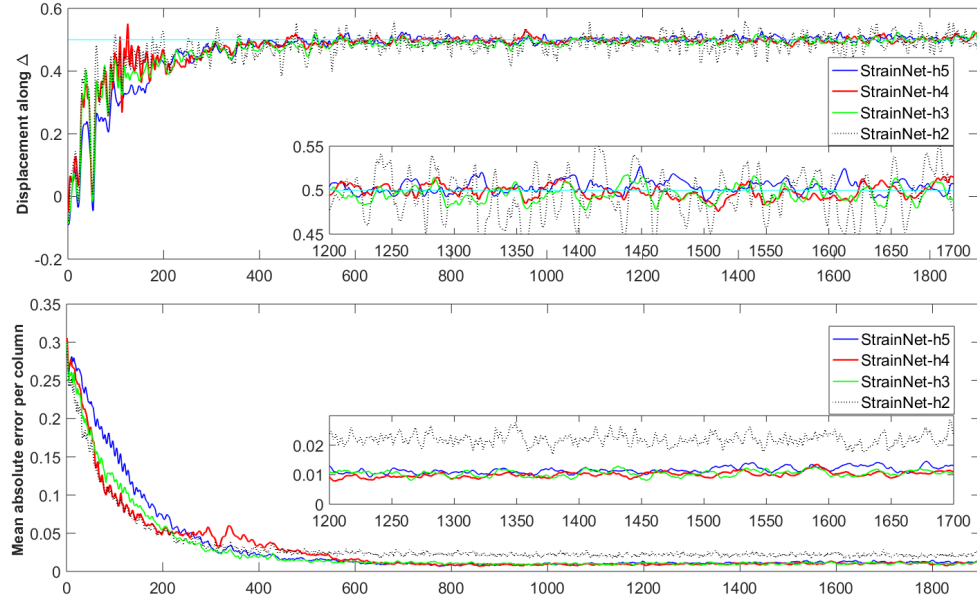 Displacement along Δ
0.6
0.4
0.2
0
-0.2
StrainNet-h5
StrainNet-h4
StrainNet-h3
StrainNet-h2
0.55
0.5
0.45
1200 1250 1300 1350 1400 1450 1500 1550 1600 1650 1700
0 200 400 600 800 1000 1200 1400 1600 1800
Mean absolute error per column
0.35
0.3
0.25
0.2
0.15
0.1
0.05
0
StrainNet-h5
StrainNet-h4
StrainNet-h3
StrainNet-h2
0.02
0.01
0
1200 1250 1300 1350 1400 1450 1500 1550 1600 1650 1700
0 200 400 600 800 1000 1200 1400 1600 1800